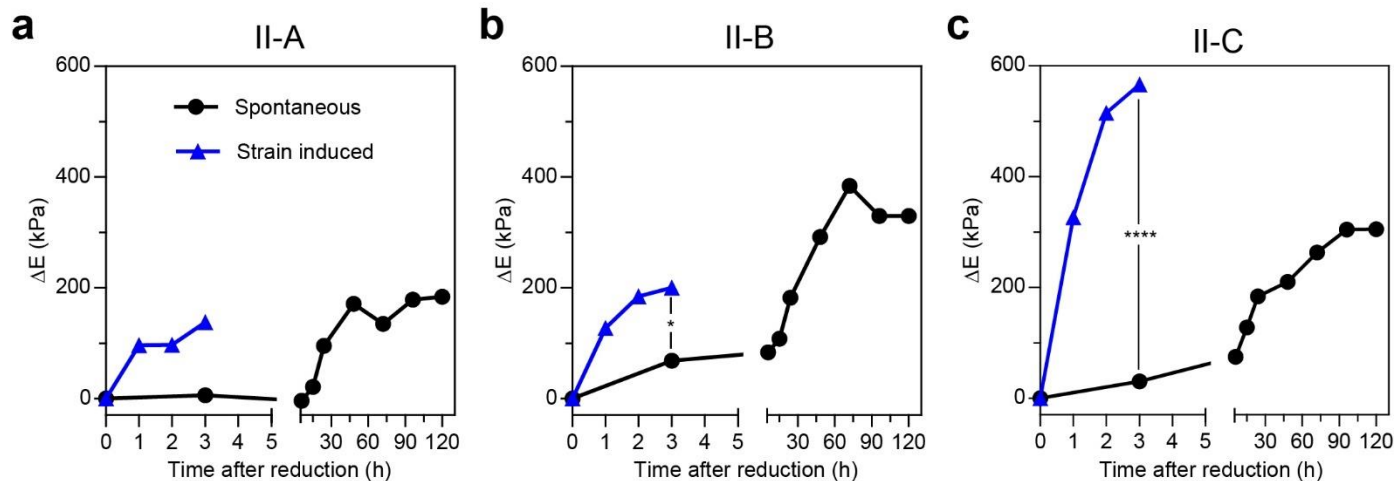 a
II-A
600
400
200
0
ΔE (kPa)
Spontaneous
Strain induced
0 1 2 3 4 5 30 60 90 120
Time after reduction (h)
b
II-B
600
400
200
0
ΔE (kPa)
*
0 1 2 3 4 5 30 60 90 120
Time after reduction (h)
c
II-C
600
400
200
0
ΔE (kPa)
****
0 1 2 3 4 5 30 60 90 120
Time after reduction (h)